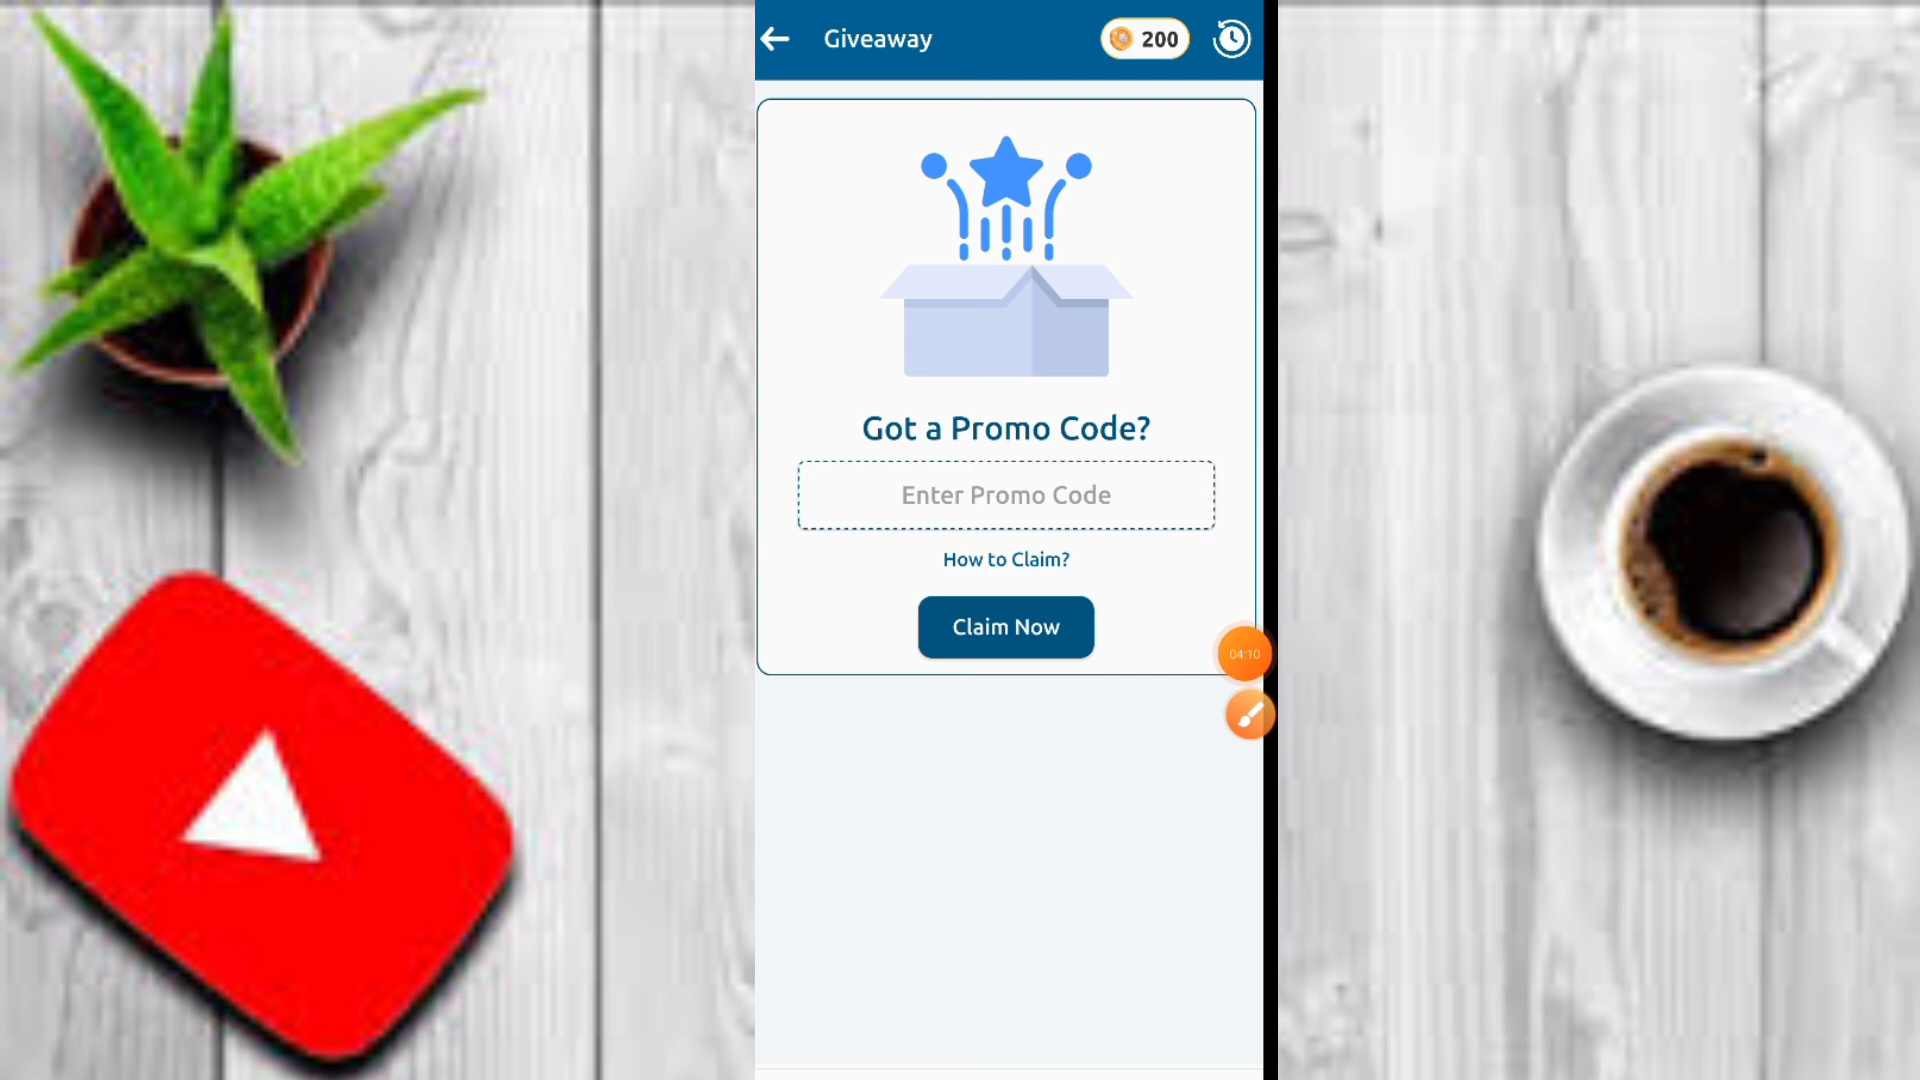 Giveaway
200
Got a Promo Code?
Enter Promo Code
How to Claim?
Claim Now
04:10